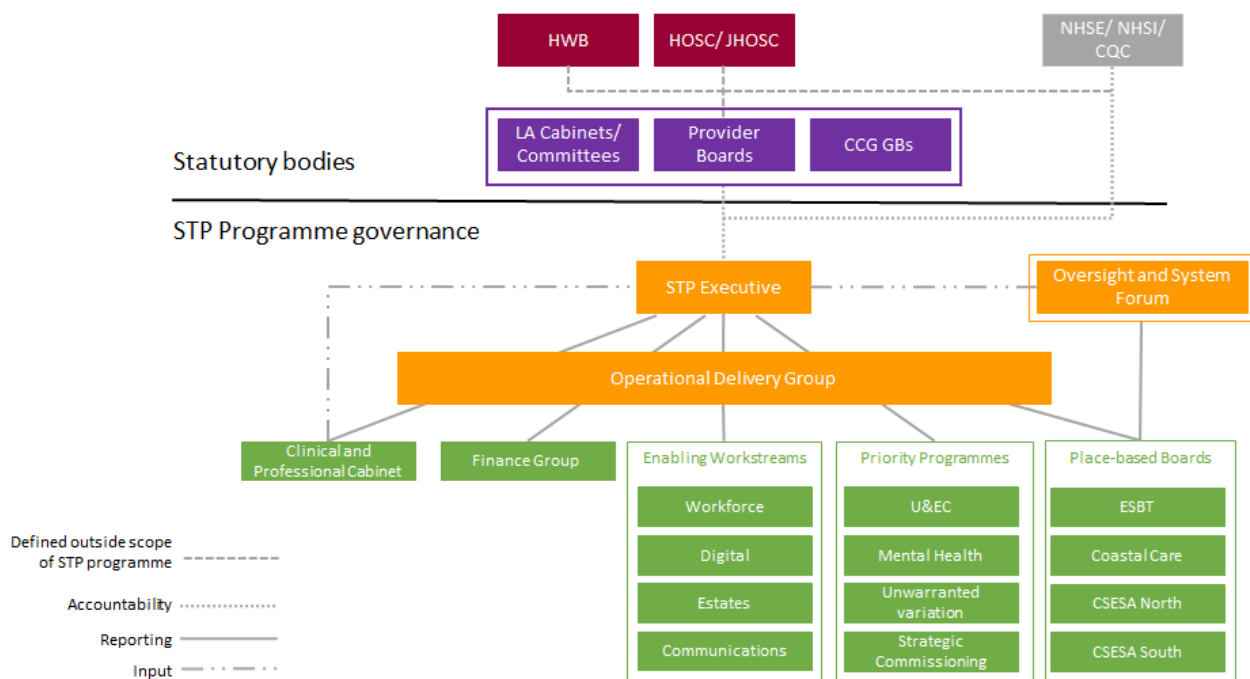 HWB
HOSC/ JHOSC
NHSE/ NHSI/
CQC
LA Cabinets/
Committees
Provider
Boards
CCG GBs
Statutory bodies
STP Programme governance
STP Executive
Oversight and System
Forum
Operational Delivery Group
Clinical and
Professional Cabinet
Finance Group
Enabling Workstreams
Workforce
Digital
Estates
Communications
Priority Programmes
U&EC
Mental Health
Unwarranted
variation
Strategic
Commissioning
Place-based Boards
ESBT
Coastal Care
CSESA North
CSESA South
Defined outside scope
of STP programme
Accountability
Reporting
Input